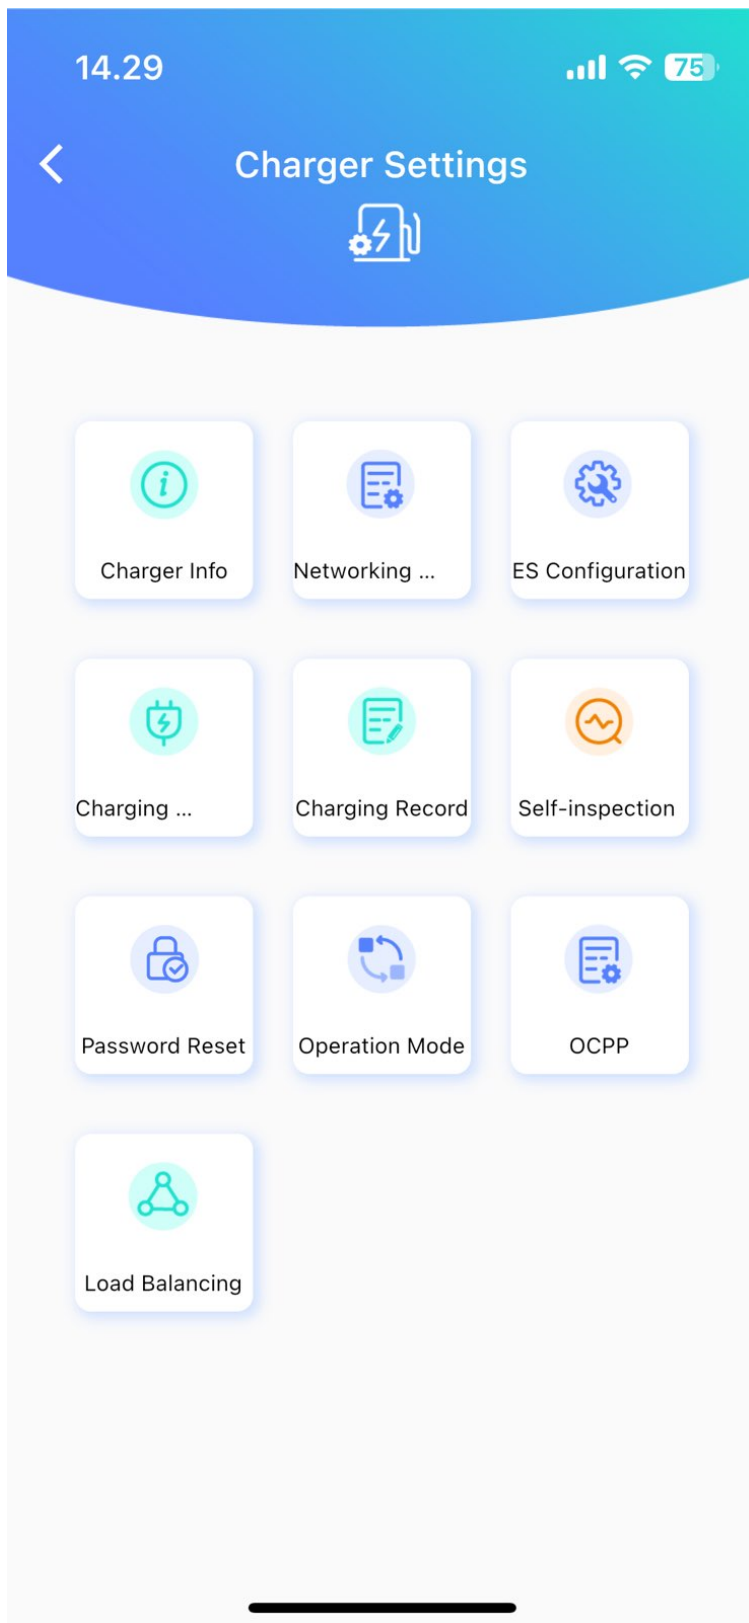 14.29
75
Charger Settings
Charger Info
Networking ...
ES Configuration
Charging ...
Charging Record
Self-inspection
Password Reset
Operation Mode
OCPP
Load Balancing